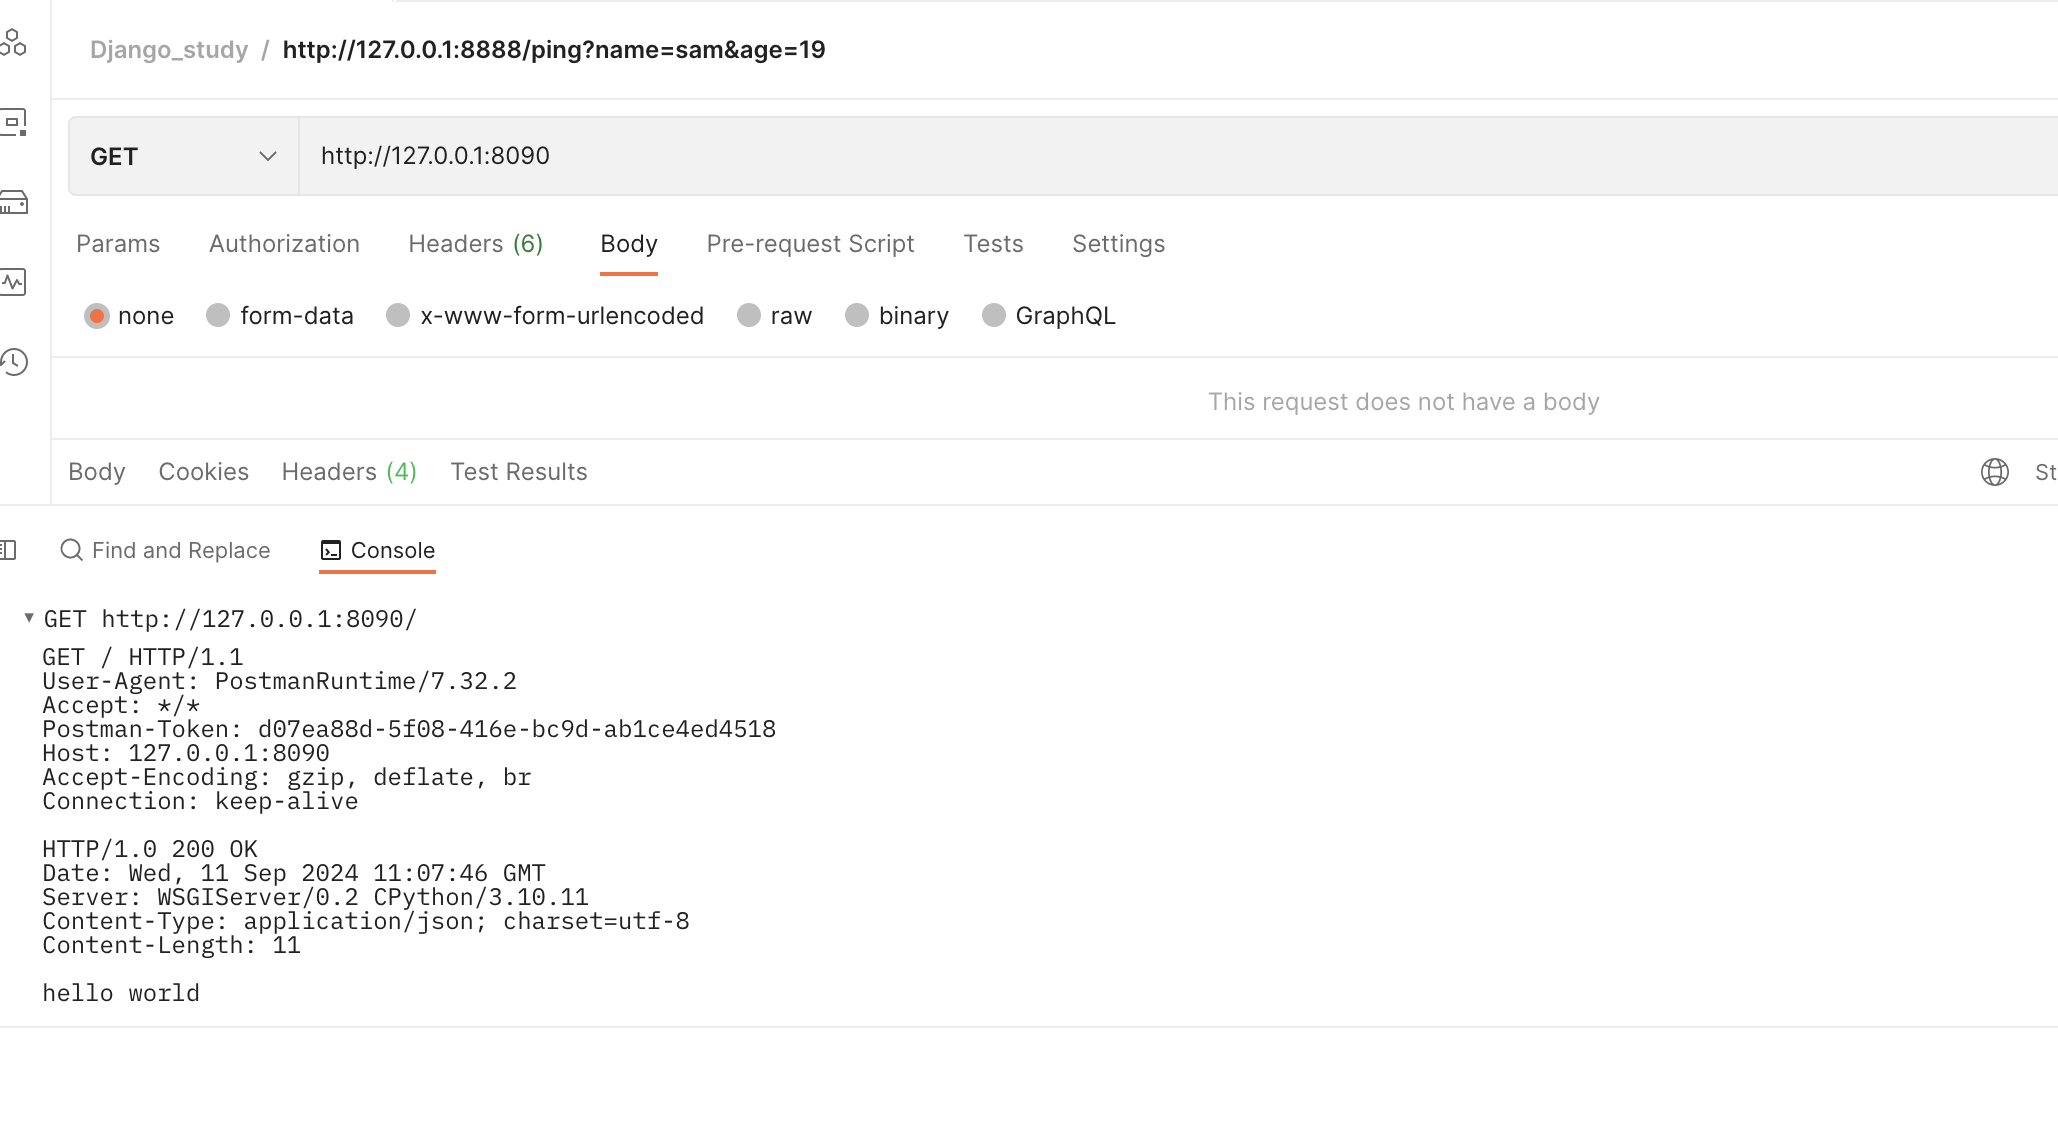 Django_study / http://127.0.0.1:8888/ping?name=sam&age=19
GET http://127.0.0.1:8090
Params Authorization Headers (6) Body Pre-request Script Tests Settings
none form-data x-www-form-urlencoded raw binary GraphQL
This request does not have a body
Body Cookies Headers (4) Test Results St
Find and Replace Console
GET http://127.0.0.1:8090/
GET / HTTP/1.1
User-Agent: PostmanRuntime/7.32.2
Accept: */*
Postman-Token: d07ea88d-5f08-416e-bc9d-ab1ce4ed4518
Host: 127.0.0.1:8090
Accept-Encoding: gzip, deflate, br
Connection: keep-alive
HTTP/1.0 200 OK
Date: Wed, 11 Sep 2024 11:07:46 GMT
Server: WSGIServer/0.2 CPython/3.10.11
Content-Type: application/json; charset=utf-8
Content-Length: 11
hello world